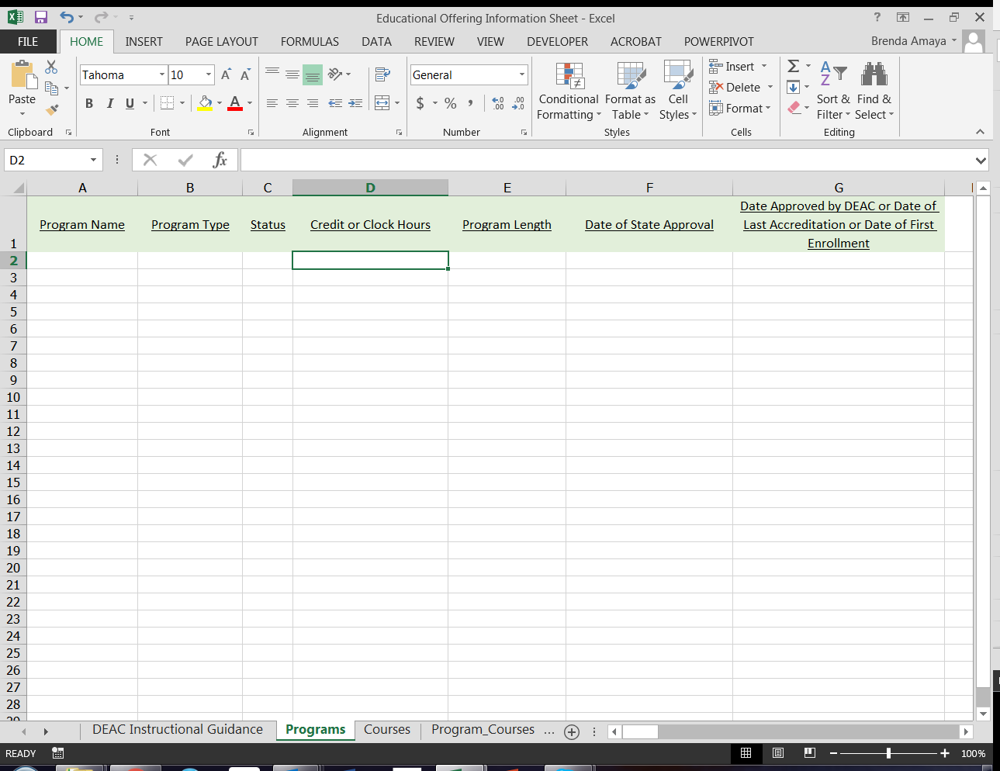 Educational Offering Information Sheet - Excel
?
FILE HOME INSERT PAGE LAYOUT FORMULAS DATA REVIEW VIEW DEVELOPER ACROBAT POWERPIVOT Brenda Amaya
Paste
Clipboard
Tahoma 10 A A
B I U A
Font
Alignment
General
$ % , .0 .00 .00 .0
Number
Conditional Formatting
Format as Table
Cell Styles
Styles
Insert
Delete
Format
Cells
Σ A Z
Sort & Filter
Find & Select
Editing
D2 fx
A B C D E F G
1 Program Name Program Type Status Credit or Clock Hours Program Length Date of State Approval Date Approved by DEAC or Date of Last Accreditation or Date of First Enrollment
2
3
4
5
6
7
8
9
10
11
12
13
14
15
16
17
18
19
20
21
22
23
24
25
26
27
28
29
DEAC Instructional Guidance Programs Courses Program_Courses ...
READY 100%